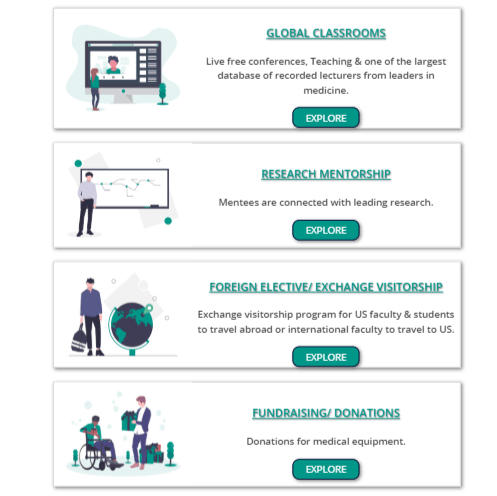 GLOBAL CLASSROOMS
Live free conferences, Teaching & one of the largest
database of recorded lecturers from leaders in
medicine.
EXPLORE
RESEARCH MENTORSHIP
Mentees are connected with leading research.
EXPLORE
FOREIGN ELECTIVE/ EXCHANGE VISITORSHIP
Exchange visitorship program for US faculty & students
to travel abroad or international faculty to travel to US.
EXPLORE
FUNDRAISING/ DONATIONS
Donations for medical equipment.
EXPLORE